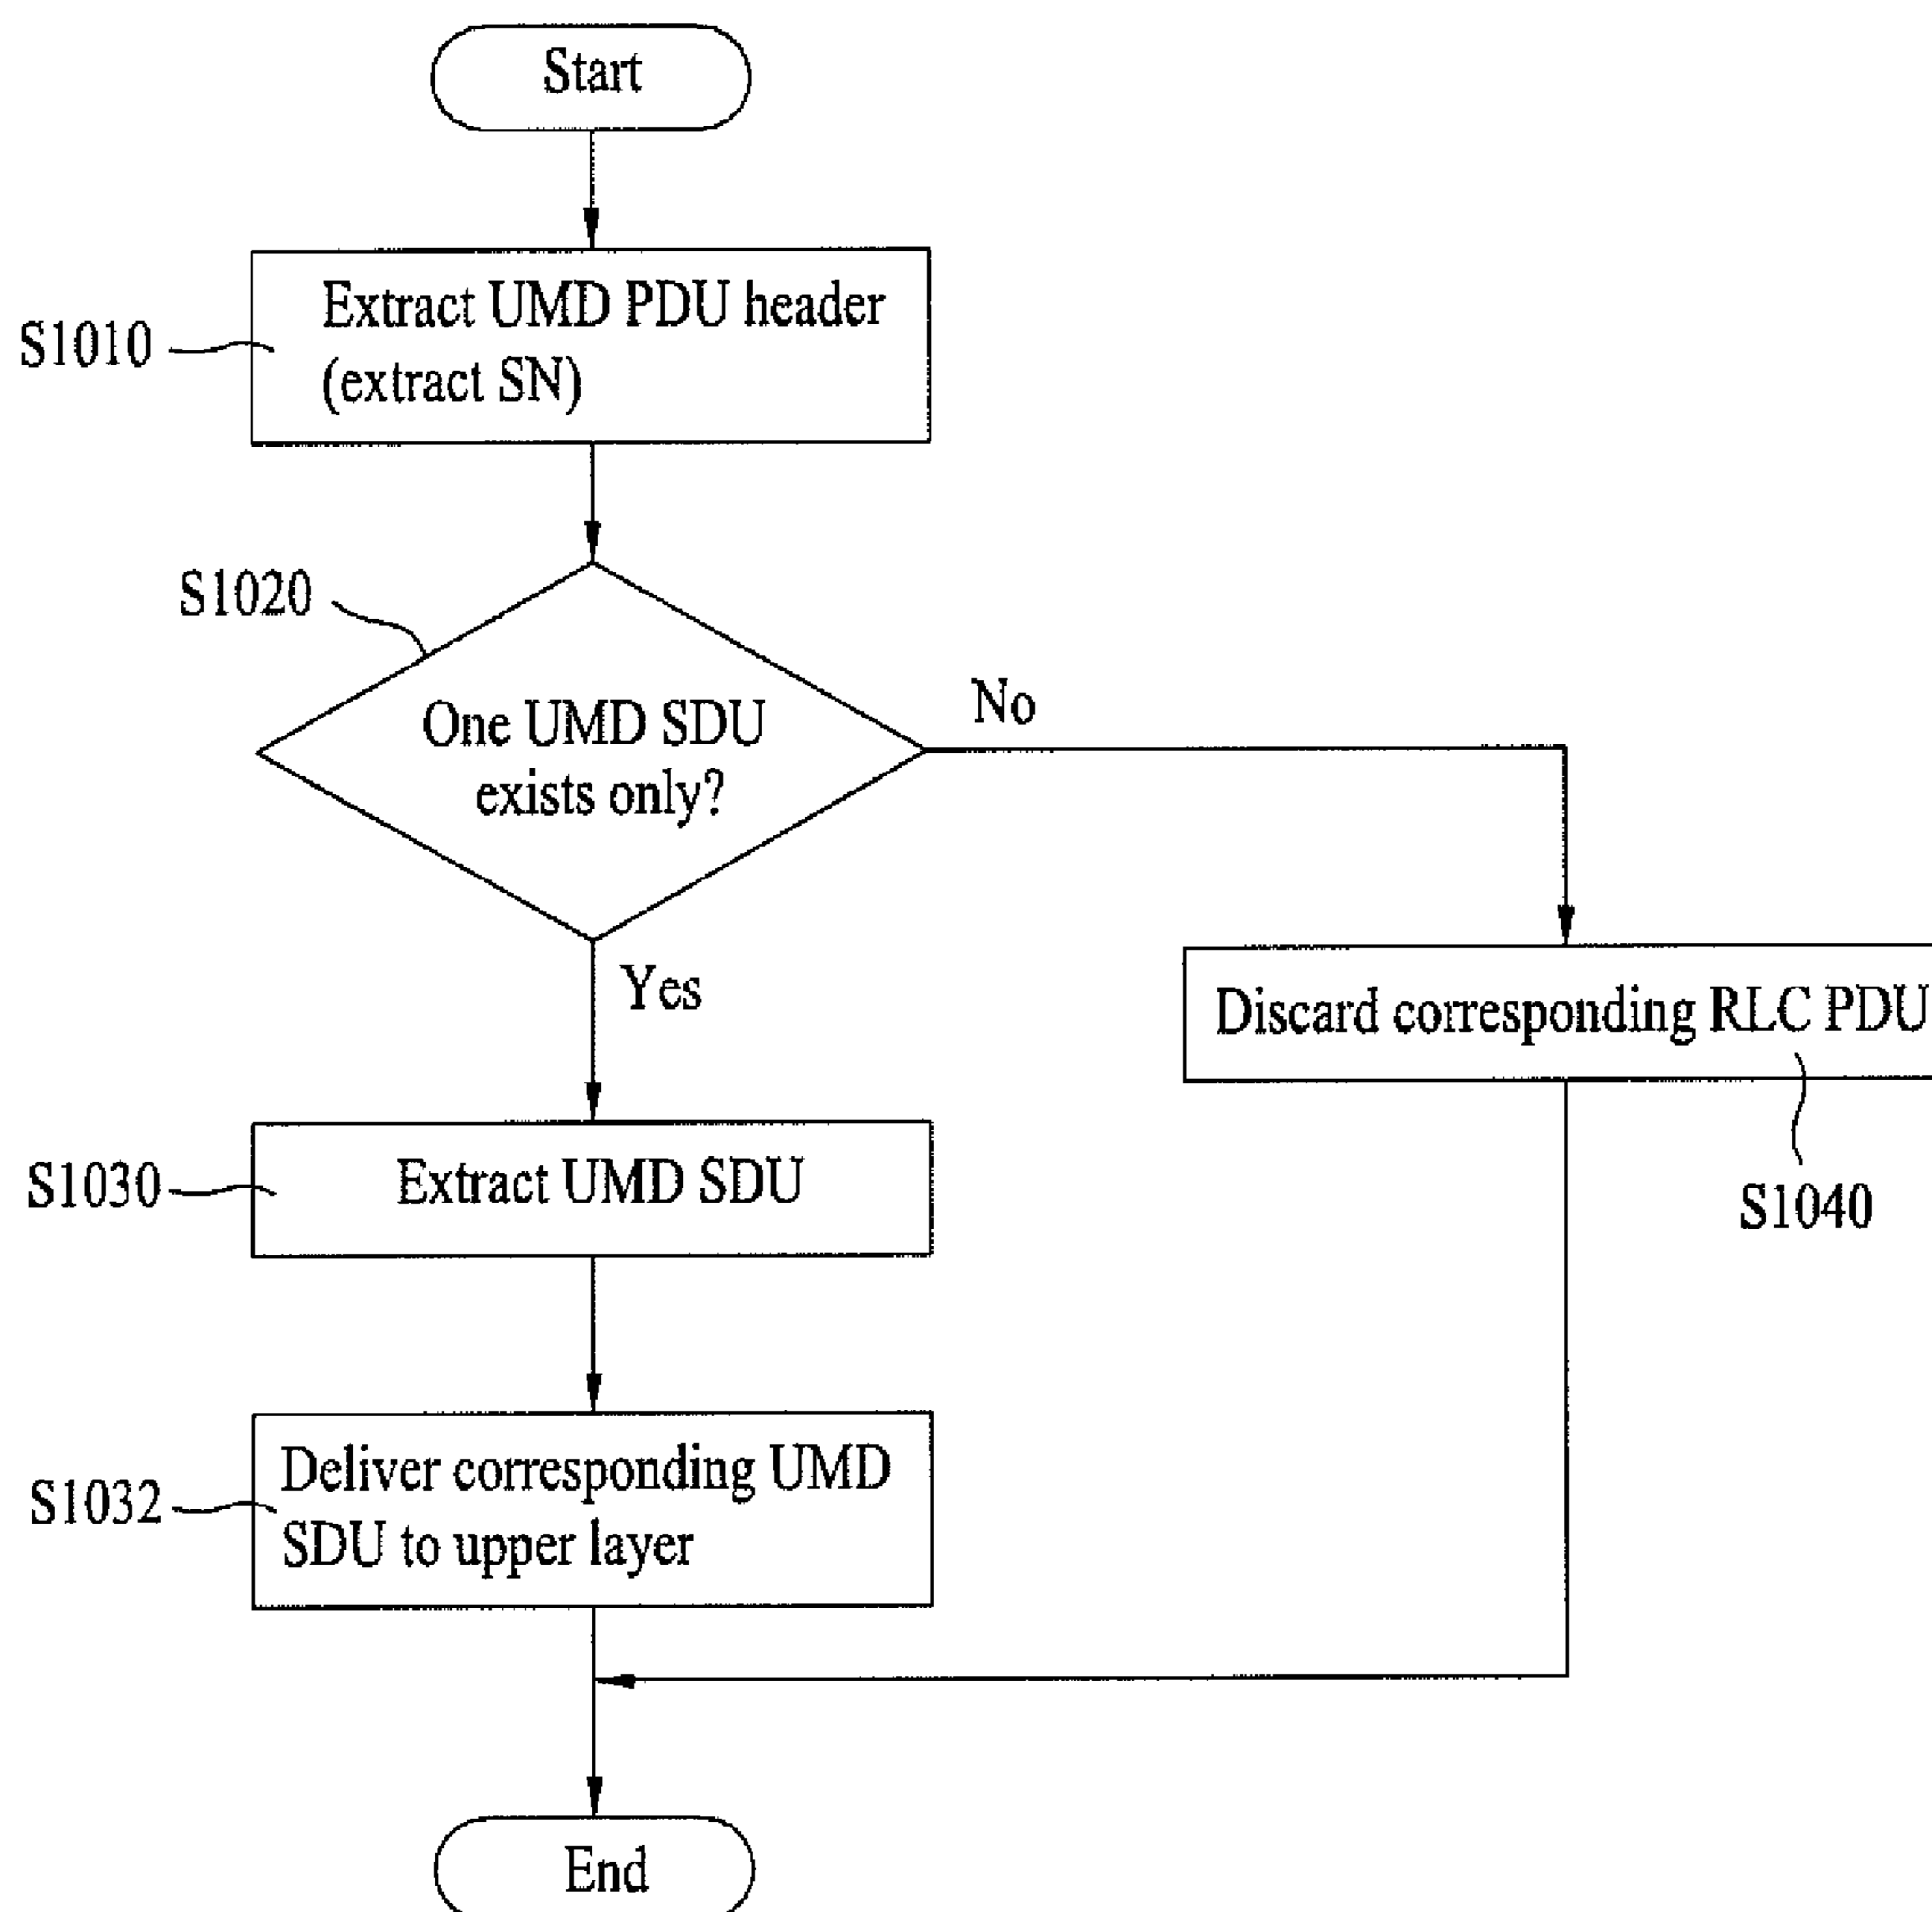 Start
S1010
Extract UMD PDU header
(extract SN)
S1020
One UMD SDU
exists only?
No
Yes
Discard corresponding RLC PDU
S1040
S1030
Extract UMD SDU
S1032
Deliver corresponding UMD
SDU to upper layer
End